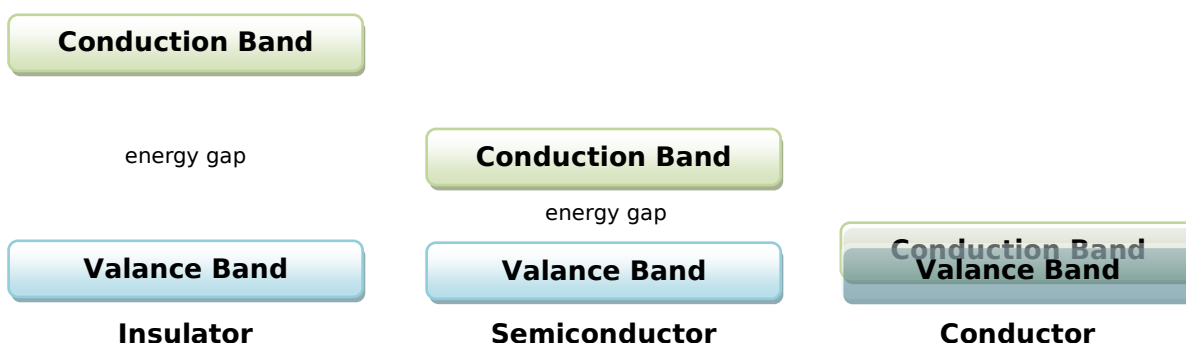 Conduction Band
energy gap
Valance Band
Insulator
Conduction Band
energy gap
Valance Band
Semiconductor
Conduction Band
Valance Band
Conductor